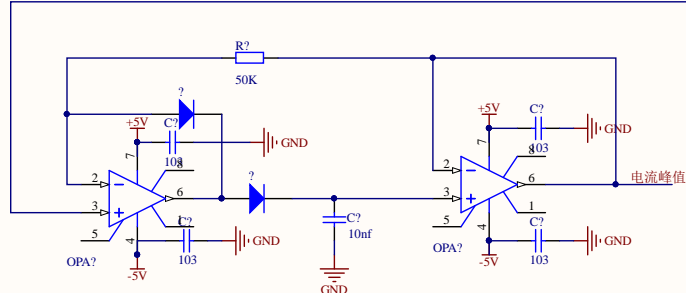 R?
50K
?
+5V
C?
GND
7
8
2
6
3
1
5
4
C?
GND
103
OPA?
-5V
?
C?
10nf
GND
+5V
C?
GND
103
7
8
2
6
电流峰值
3
1
5
4
C?
GND
103
OPA?
-5V